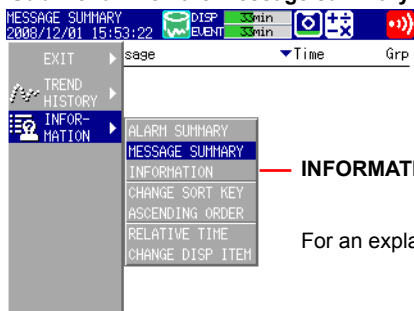 MESSAGE SUMMARY DISP 33min
2008/12/01 15:53:22 EVENT 33min
sage Time Grp
EXIT
TREND
HISTORY
INFOR-
MATION
ALARM SUMMARY
MESSAGE SUMMARY
INFORMATION
CHANGE SORT KEY
ASCENDING ORDER
RELATIVE TIME
CHANGE DISP ITEM
INFORMATI
For an expla